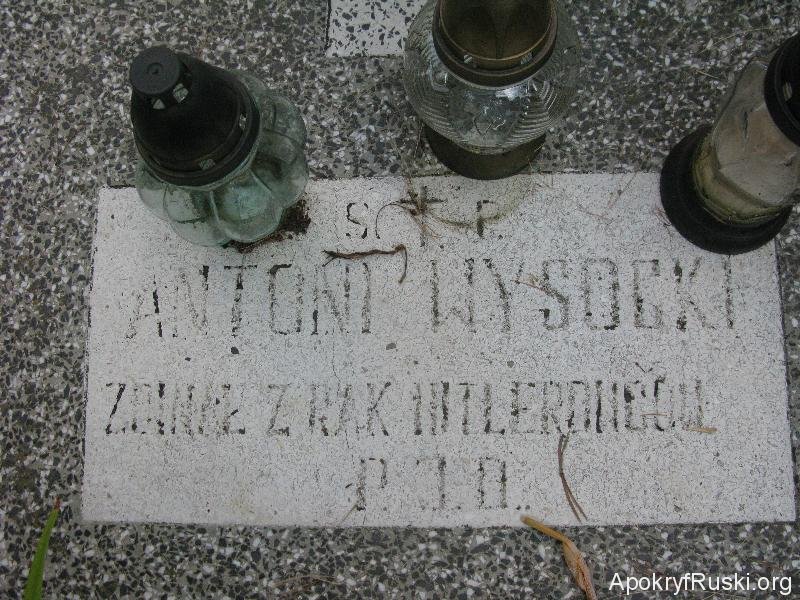 Ś. † P.
ANTONI WYSOCKI
ZGINĄŁ Z RĄK HITLEROWCÓW
P.J.D.
ApokryfRuski.org